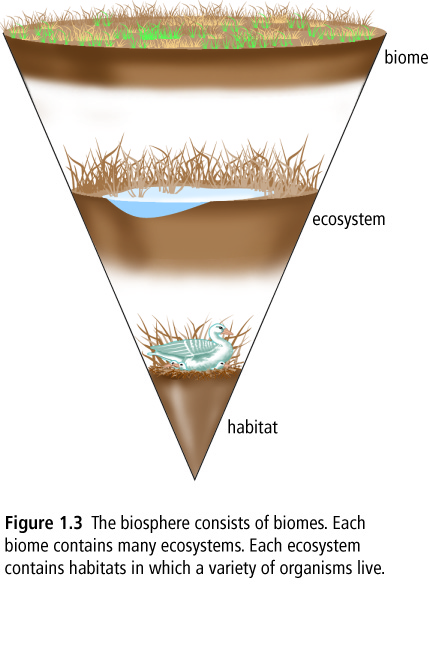 biome
ecosystem
habitat
Figure 1.3 The biosphere consists of biomes. Each
biome contains many ecosystems. Each ecosystem
contains habitats in which a variety of organisms live.